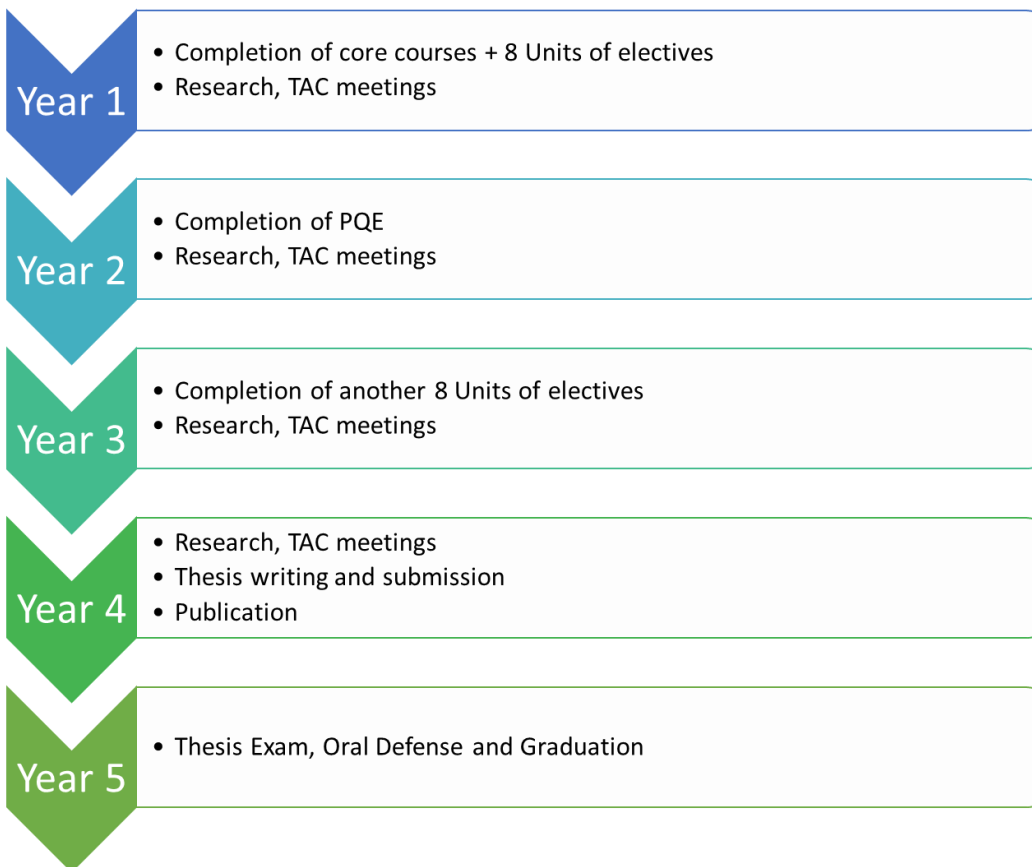 Year 1
• Completion of core courses + 8 Units of electives
• Research, TAC meetings
Year 2
• Completion of PQE
• Research, TAC meetings
Year 3
• Completion of another 8 Units of electives
• Research, TAC meetings
Year 4
• Research, TAC meetings
• Thesis writing and submission
• Publication
Year 5
• Thesis Exam, Oral Defense and Graduation